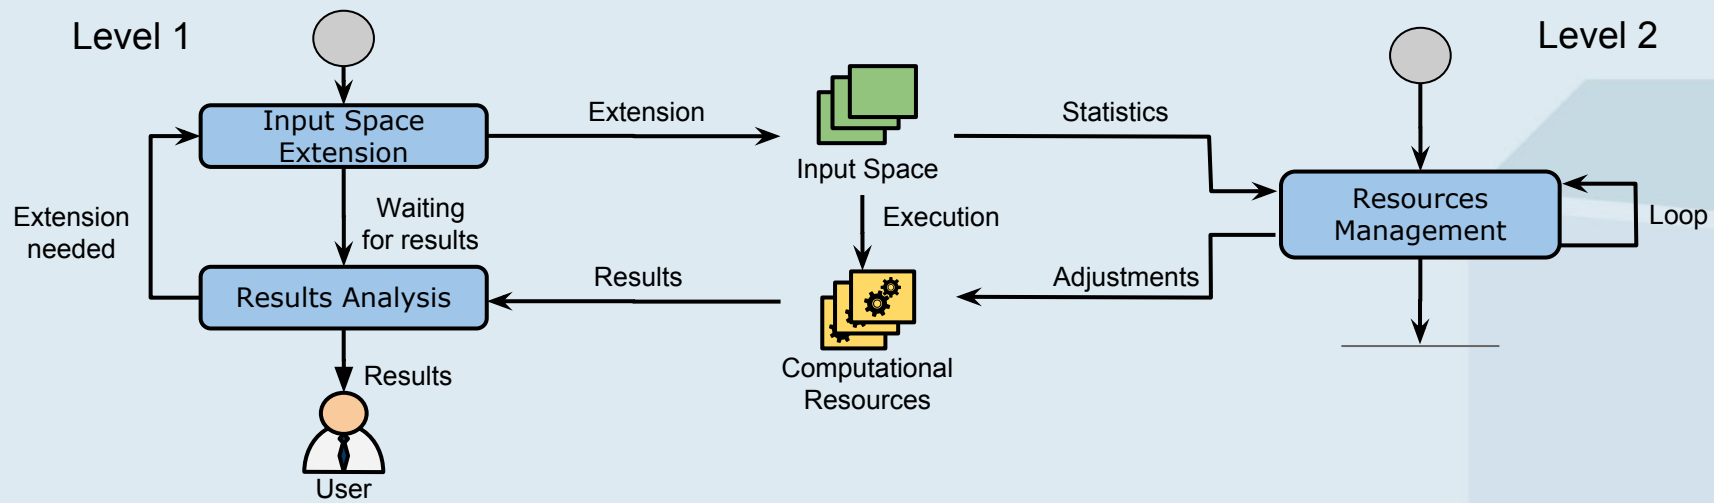 Level 1
Level 2
Input Space
Extension
Extension
Statistics
Input Space
Resources
Management
Loop
Extension
needed
Waiting
for results
Execution
Results Analysis
Results
Adjustments
Computational
Resources
Results
User